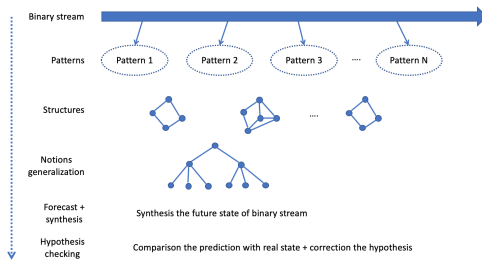 Binary stream
Patterns
Pattern 1
Pattern 2
Pattern 3
....
Pattern N
Structures
....
Notions
generalization
Forecast +
synthesis
Synthesis the future state of binary stream
Hypothesis
checking
Comparison the prediction with real state + correction the hypothesis